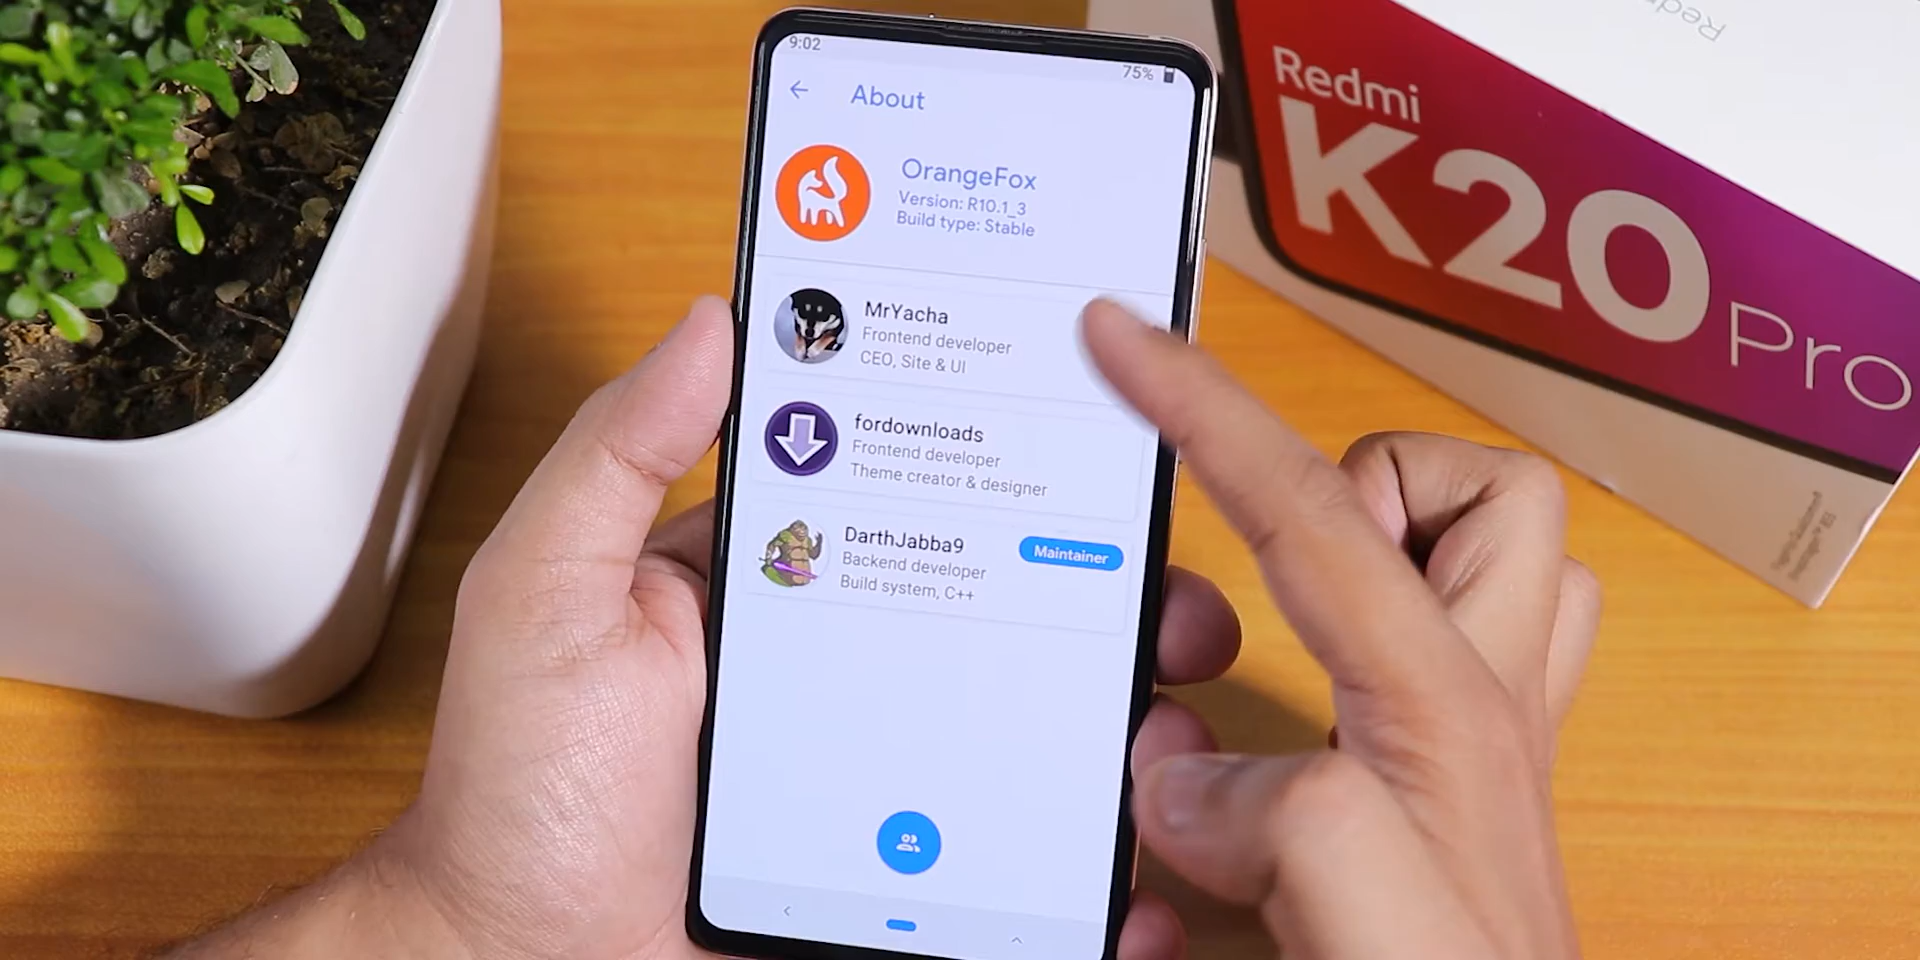 9:02
75%
About
OrangeFox
Version: R10.1_3
Build type: Stable
MrYacha
Frontend developer
CEO, Site & UI
fordownloads
Frontend developer
Theme creator & designer
DarthJabba9
Maintainer
Backend developer
Build system, C++
Redmi
K20 Pro